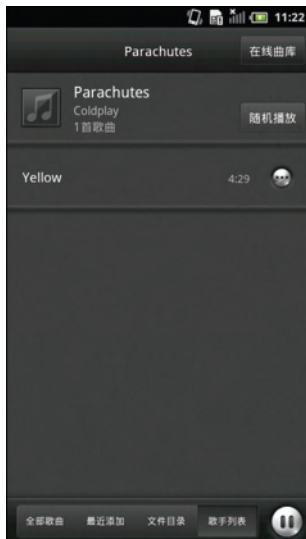 11:22
Parachutes
在线曲库
Parachutes
Coldplay
1首歌曲
随机播放
Yellow
4:29
全部歌曲
最近添加
文件目录
歌手列表